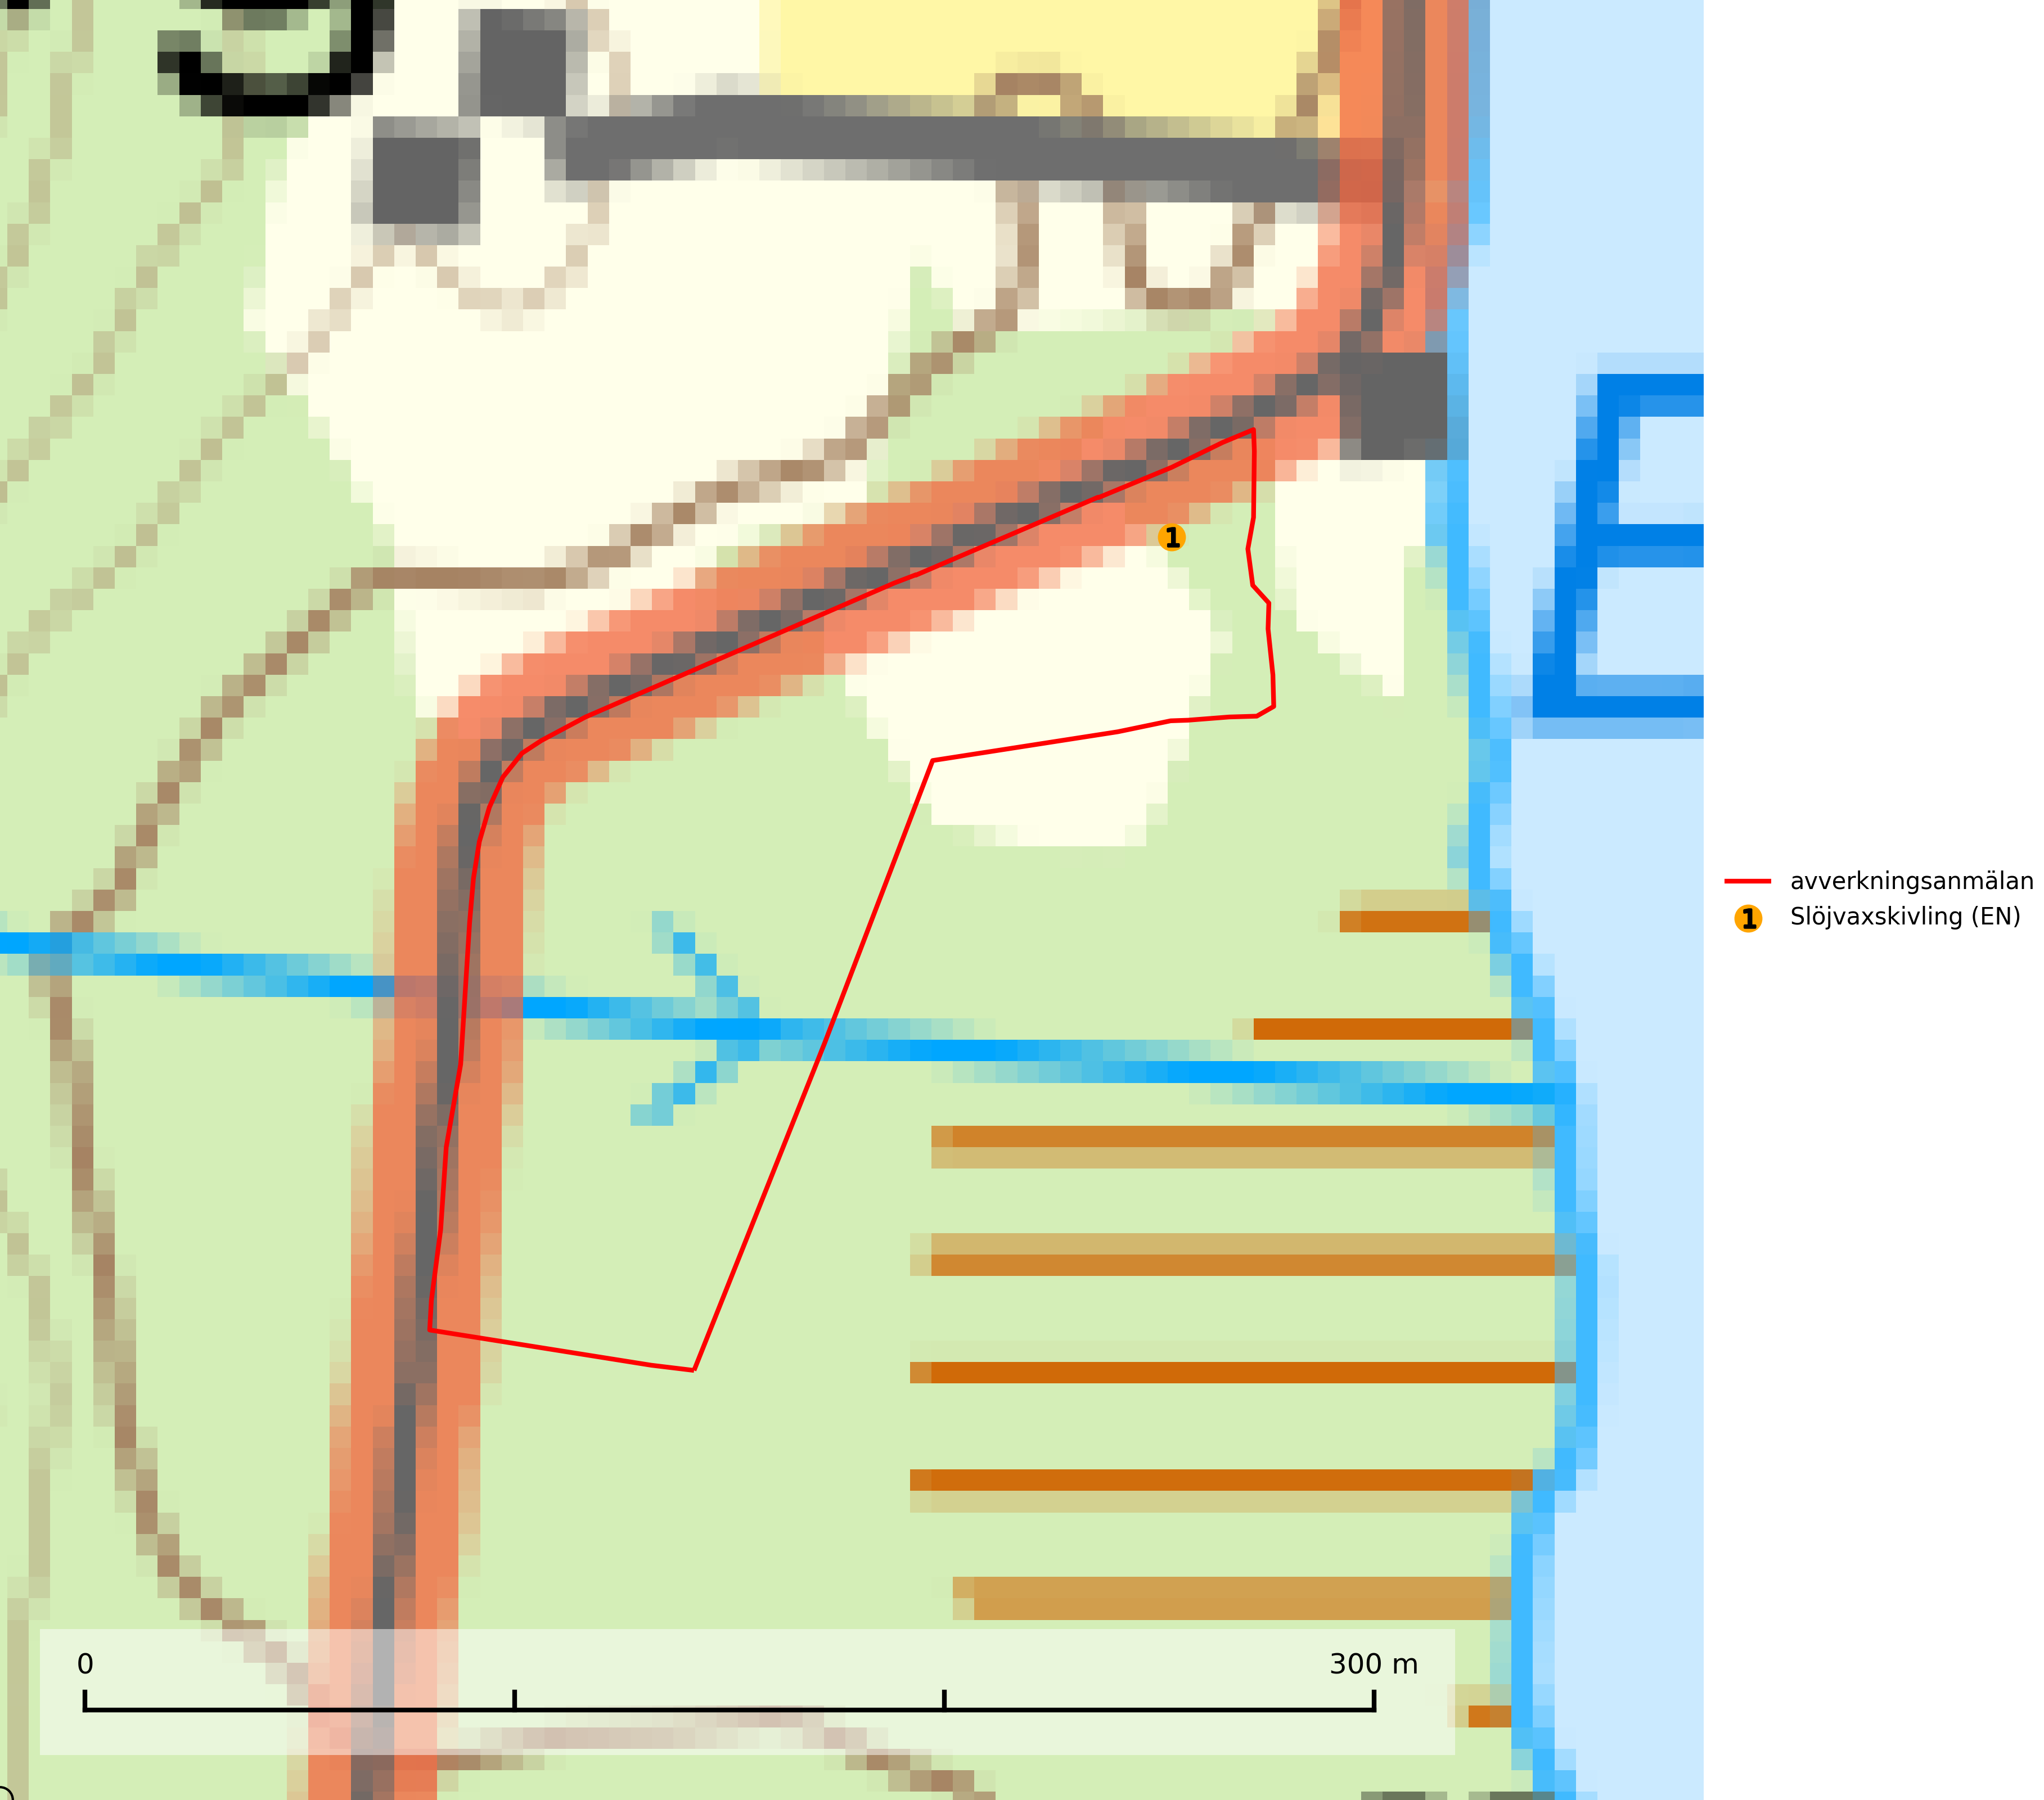 1
avverkningsanmälan
1 Slöjvaxskivling (EN)
0 300 m